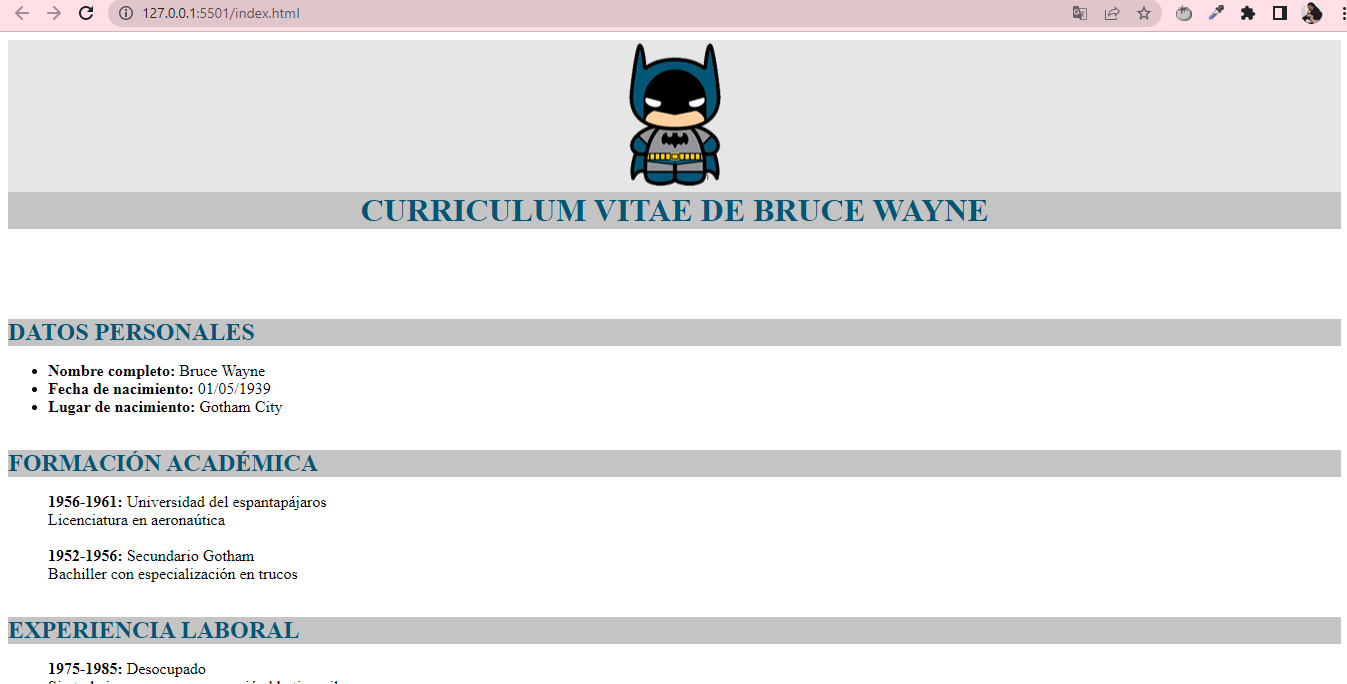 127.0.0.1:5501/index.html
CURRICULUM VITAE DE BRUCE WAYNE
DATOS PERSONALES
Nombre completo: Bruce Wayne
Fecha de nacimiento: 01/05/1939
Lugar de nacimiento: Gotham City
FORMACIÓN ACADÉMICA
1956-1961: Universidad del espantapájaros
Licenciatura en aeronaútica
1952-1956: Secundario Gotham
Bachiller con especialización en trucos
EXPERIENCIA LABORAL
1975-1985: Desocupado